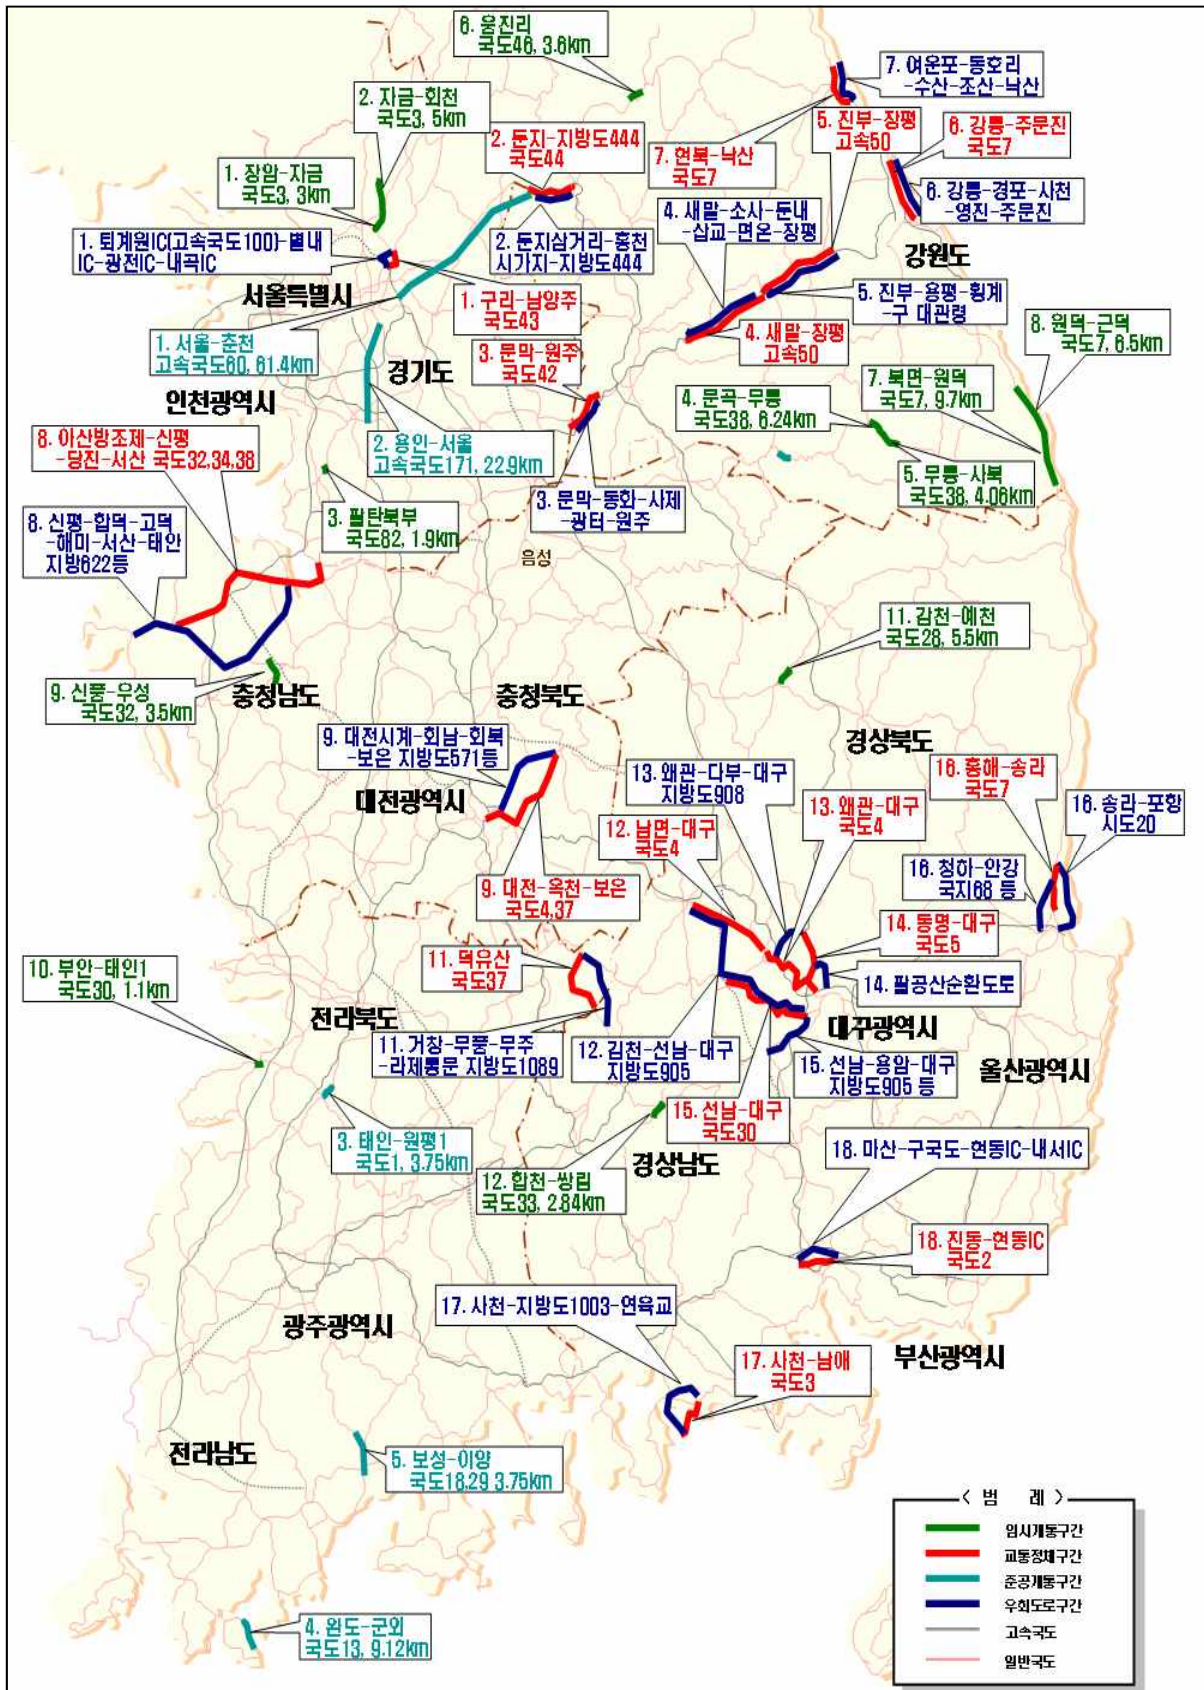 6. 웅진리
국도46, 3.6km
7. 여운포-동호리
-수산-조산-낙산
2. 자금-회천
국도3, 5km
2. 둔지-지방도444
국도44
5. 진부-장평
고속50
6. 강릉-주문진
국도7
7. 현북-낙산
국도7
1. 장암-자금
국도3, 3km
6. 강릉-경포-사천
-영진-주문진
4. 새말-소사-둔내
-삽교-면온-장평
1. 퇴계원IC(고속국도100)-별내
IC-광전IC-내곡IC
2. 둔지삼거리-홍천
시가지-지방도444
강원도
서울특별시
1. 구리-남양주
국도43
5. 진부-용평-횡계
-구 대관령
8. 원덕-근덕
국도7, 6.5km
1. 서울-춘천
고속국도60, 61.4km
4. 새말-장평
고속50
3. 문막-원주
국도42
경기도
7. 북면-원덕
국도7, 9.7km
인천광역시
4. 문곡-무릉
국도38, 6.24km
8. 아산방조제-신평
-당진-서산 국도32,34,38
2. 용인-서울
고속국도171, 22.9km
5. 무릉-사북
국도38, 4.06km
3. 팔탄북부
국도82, 1.9km
3. 문막-동화-사제
-광터-원주
8. 신평-합덕-고덕
-해미-서산-태안
지방622등
음성
11. 감천-예천
국도28, 5.5km
9. 신풍-우성
국도32, 3.5km
충청남도
충청북도
9. 대전시계-회남-회북
-보은 지방도571등
경상북도
13. 왜관-다부-대구
지방도908
16. 흥해-송라
국도7
대전광역시
13. 왜관-대구
국도4
16. 송라-포항
시도20
12. 남면-대구
국도4
16. 청하-안강
국지68 등
9. 대전-옥천-보은
국도4,37
14. 동명-대구
국도5
11. 덕유산
국도37
10. 부안-태인1
국도30, 1.1km
14. 팔공산순환도로
전라북도
대구광역시
11. 거창-무풍-무주
-라제통문 지방도1089
12. 김천-선남-대구
지방도905
15. 선남-용암-대구
지방도905 등
울산광역시
15. 선남-대구
국도30
3. 태인-원평1
국도1, 3.75km
경상남도
18. 마산-구국도-현동IC-내서IC
12. 합천-쌍림
국도33, 2.84km
18. 진동-현동IC
국도2
17. 사천-지방도1003-연육교
광주광역시
부산광역시
17. 사천-남애
국도3
전라남도
5. 보성-이양
국도18,29 3.75km
4. 완도-군외
국도13, 9.12km
< 범 례 >
임시개통구간
교통정체구간
준공개통구간
우회도로구간
고속국도
일반국도